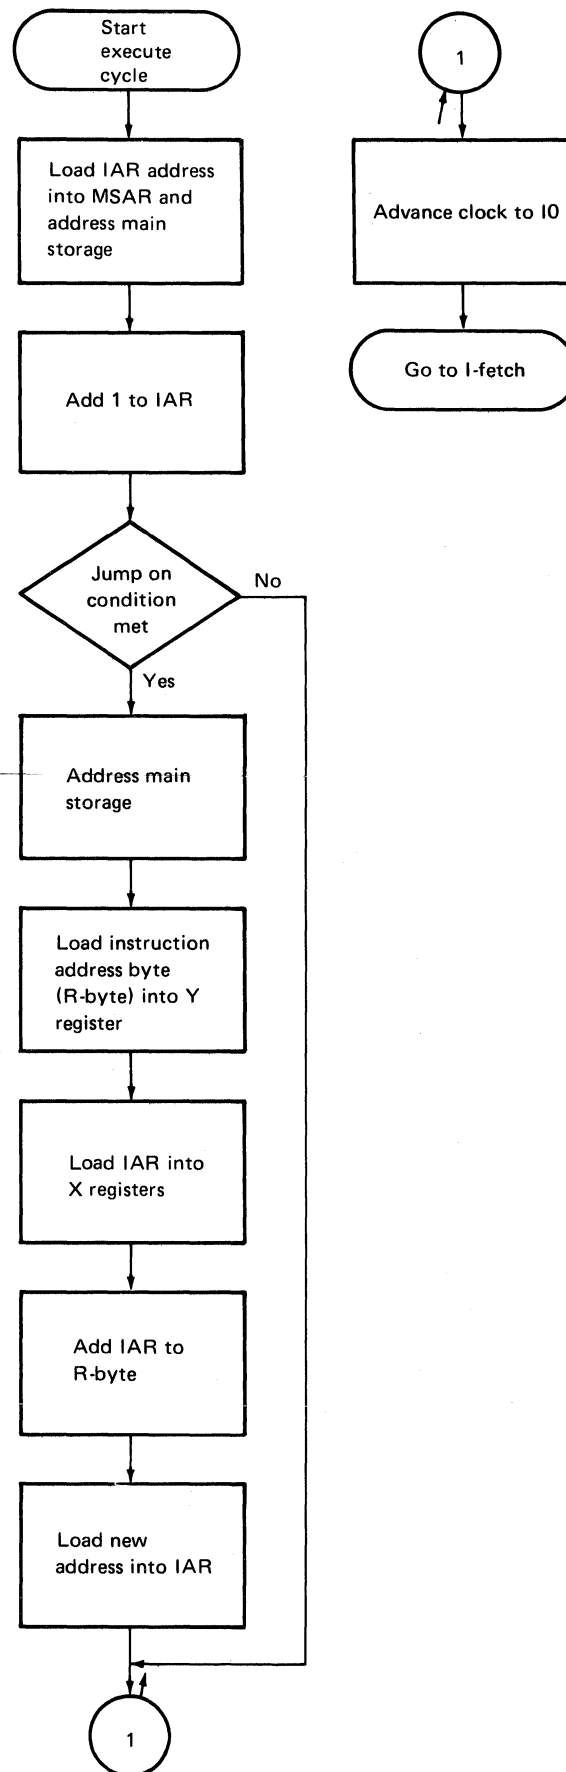 Start
execute
cycle
Load IAR address
into MSAR and
address main
storage
Add 1 to IAR
Jump on
condition
met
No
Yes
Address main
storage
Load instruction
address byte
(R-byte) into Y
register
Load IAR into
X registers
Add IAR to
R-byte
Load new
address into IAR
1
1
Advance clock to I0
Go to I-fetch